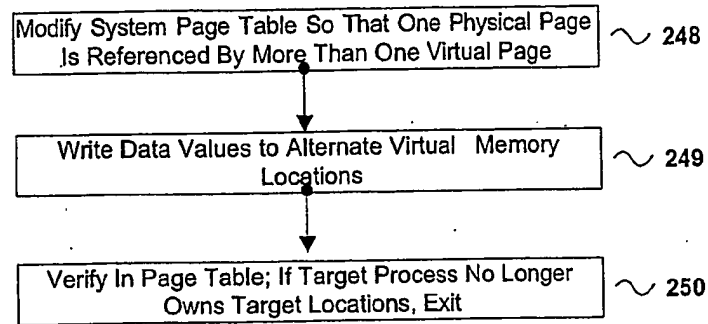 Modify System Page Table So That One Physical Page
Is Referenced By More Than One Virtual Page
248
Write Data Values to Alternate Virtual Memory
Locations
249
Verify In Page Table; If Target Process No Longer
Owns Target Locations, Exit
250